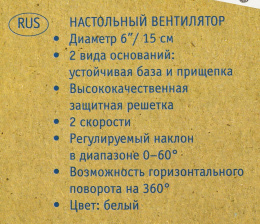 RUS НАСТОЛЬНЫЙ ВЕНТИЛЯТОР
• Диаметр 6”/ 15 см
• 2 вида оснований:
устойчивая база и прищепка
• Высококачественная
защитная решетка
• 2 скорости
• Регулируемый наклон
в диапазоне 0–60°
• Возможность горизонтального
поворота на 360°
• Цвет: белый